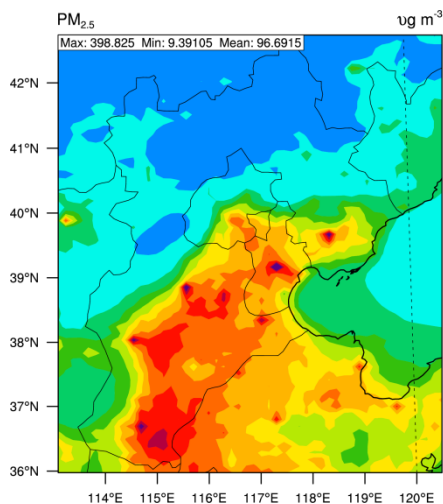 PM2.5 υg m-3
Max: 398.825 Min: 9.39105 Mean: 96.6915
42°N
41°N
40°N
39°N
38°N
37°N
36°N
114°E 115°E 116°E 117°E 118°E 119°E 120°E